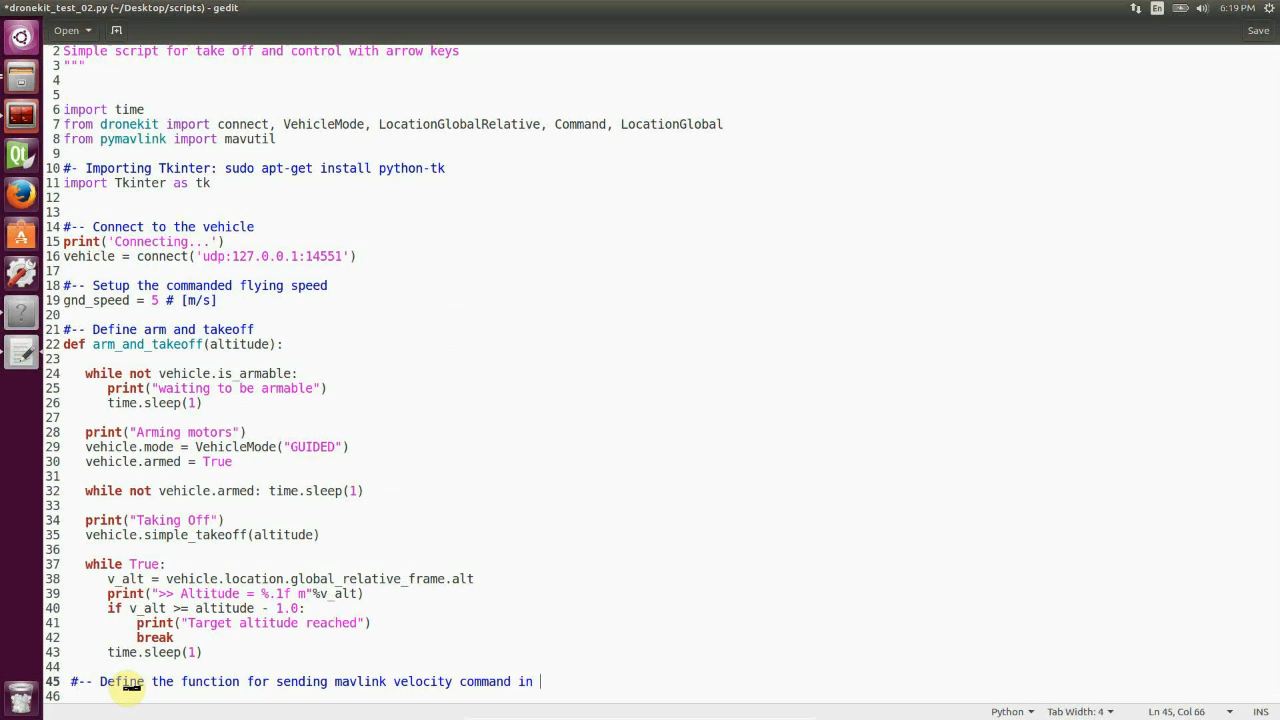 *dronekit_test_02.py (~/Desktop/scripts) - gedit
En
6:19 PM
Open
Save
2 Simple script for take off and control with arrow keys
3 """
4
5
6 import time
7 from dronekit import connect, VehicleMode, LocationGlobalRelative, Command, LocationGlobal
8 from pymavlink import mavutil
9
10 #- Importing Tkinter: sudo apt-get install python-tk
11 import Tkinter as tk
12
13
14 #-- Connect to the vehicle
15 print('Connecting...')
16 vehicle = connect('udp:127.0.0.1:14551')
17
18 #-- Setup the commanded flying speed
19 gnd_speed = 5 # [m/s]
20
21 #-- Define arm and takeoff
22 def arm_and_takeoff(altitude):
23
24    while not vehicle.is_armable:
25       print("waiting to be armable")
26       time.sleep(1)
27
28    print("Arming motors")
29    vehicle.mode = VehicleMode("GUIDED")
30    vehicle.armed = True
31
32    while not vehicle.armed: time.sleep(1)
33
34    print("Taking Off")
35    vehicle.simple_takeoff(altitude)
36
37    while True:
38       v_alt = vehicle.location.global_relative_frame.alt
39       print(">> Altitude = %.1f m"%v_alt)
40       if v_alt >= altitude - 1.0:
41           print("Target altitude reached")
42           break
43       time.sleep(1)
44
45  #-- Define the function for sending mavlink velocity command in
46
Python
Tab Width: 4
Ln 45, Col 66
INS
Qt